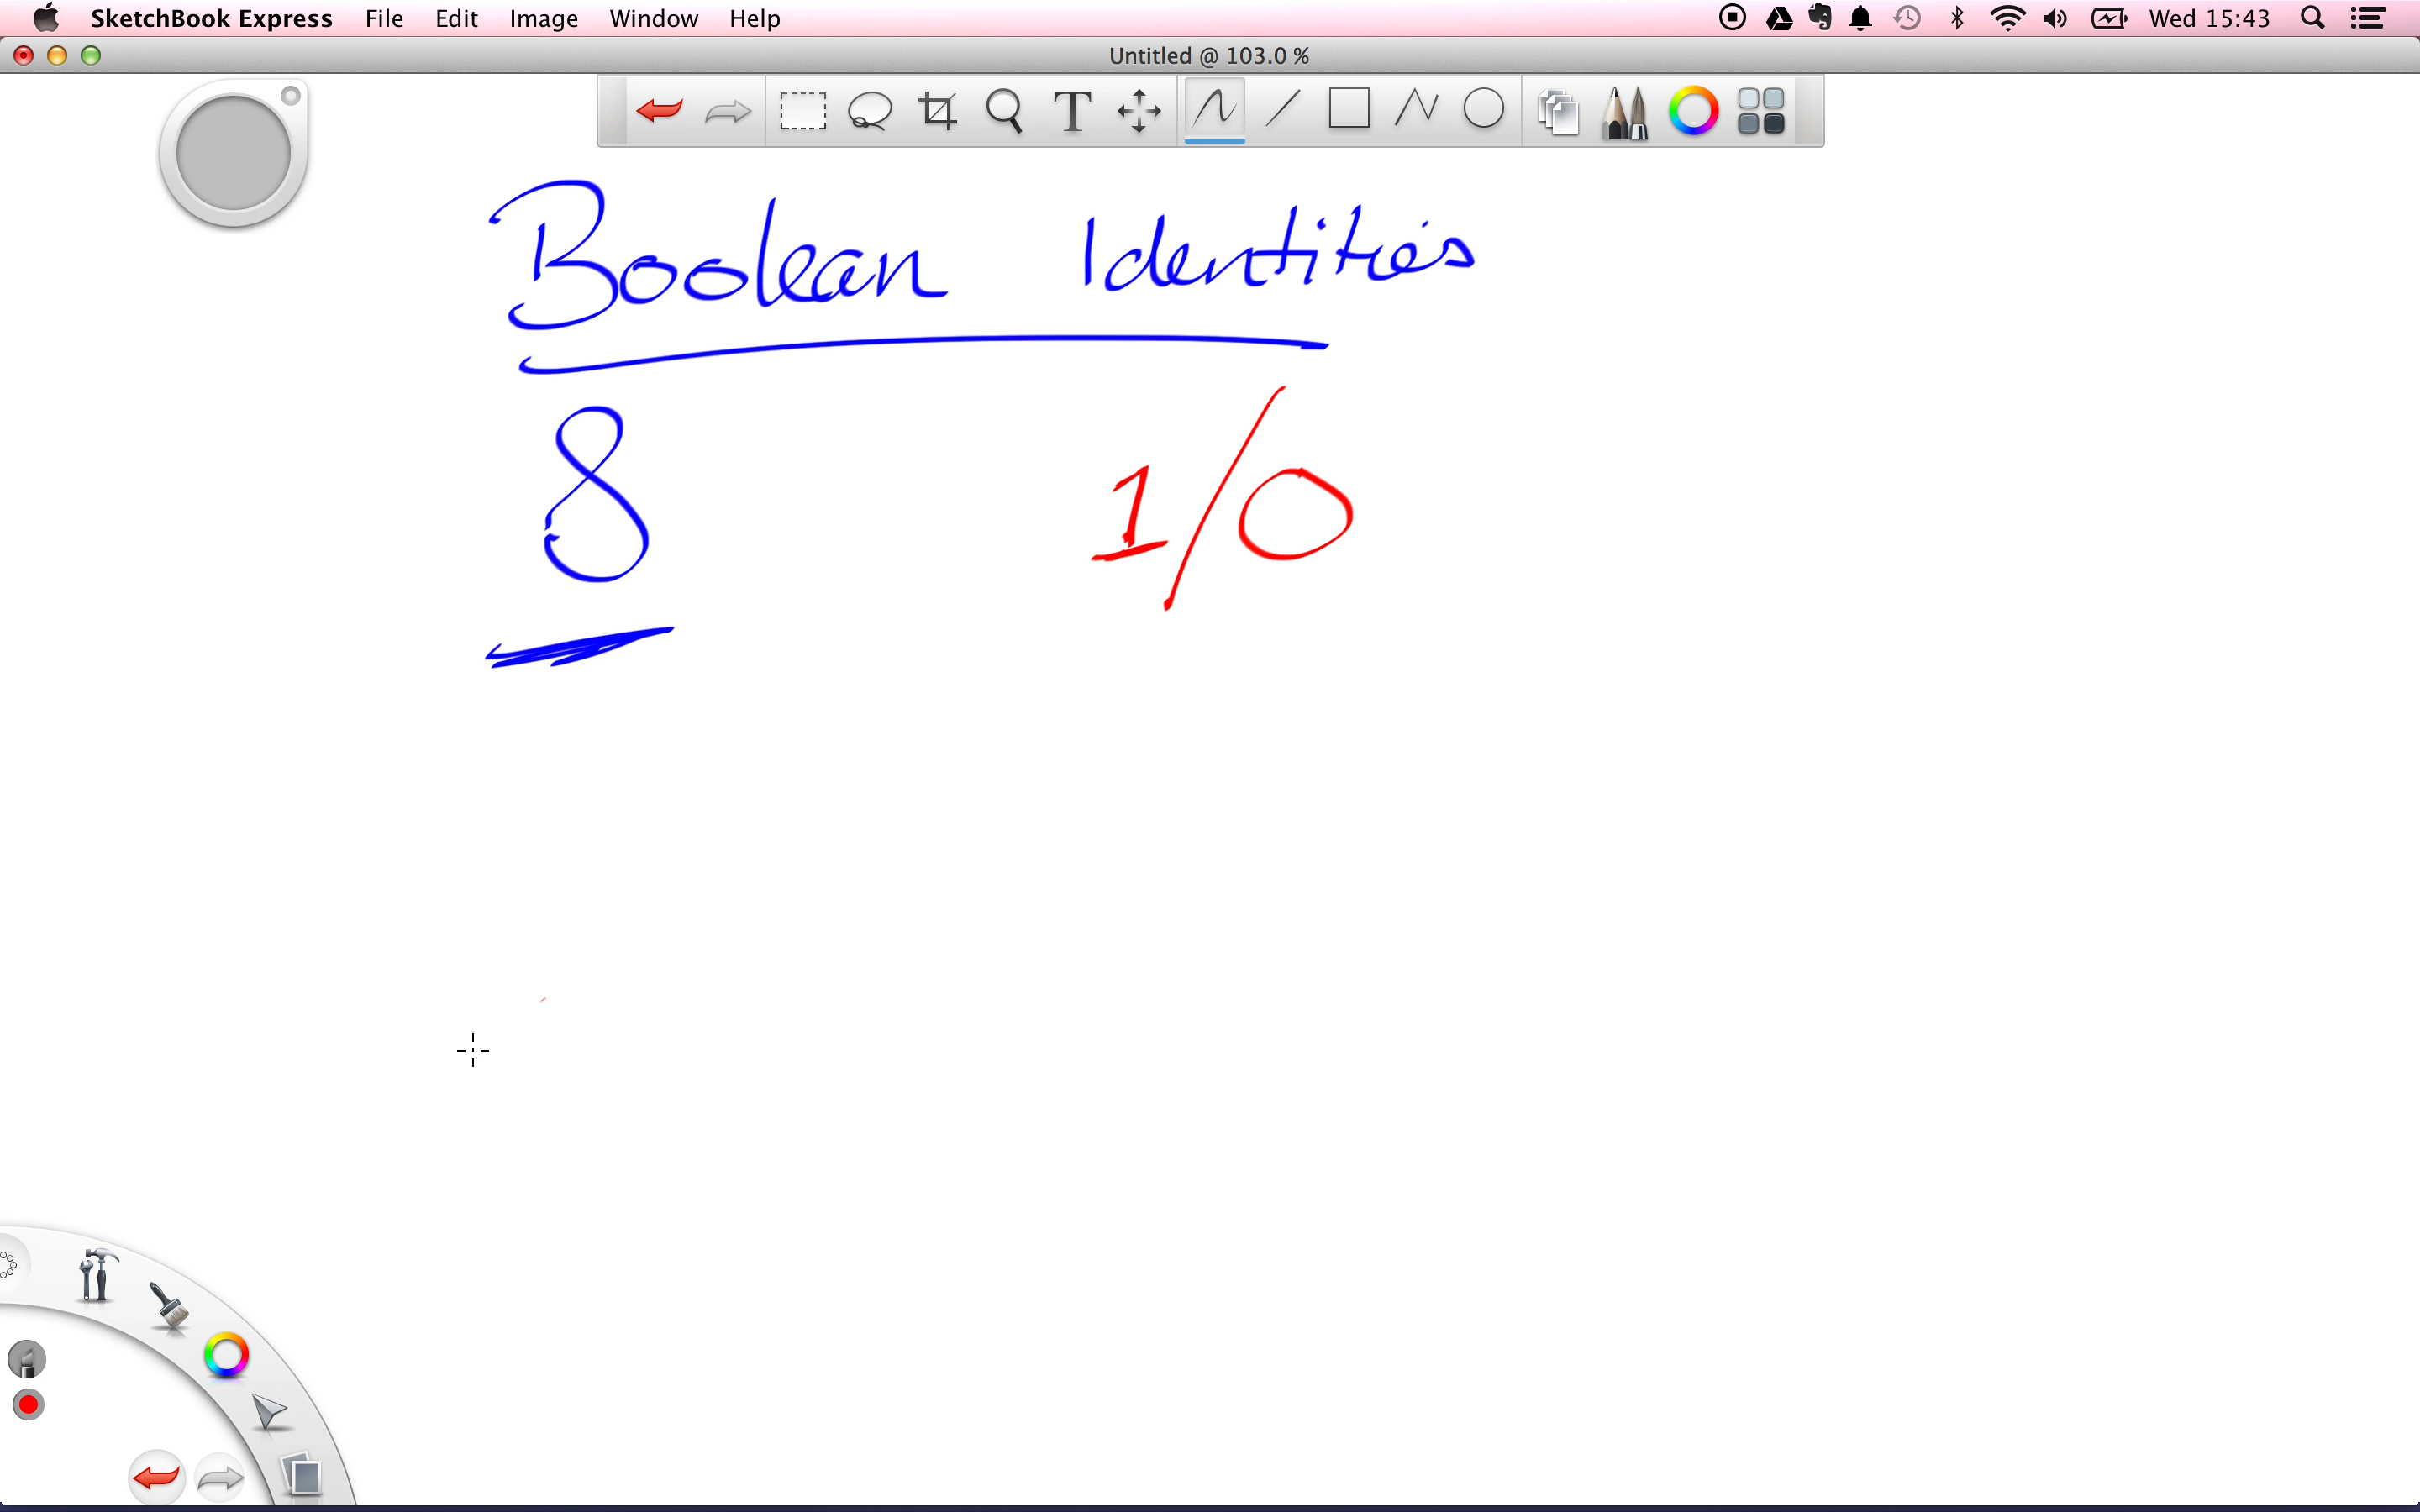 SketchBook Express File Edit Image Window Help Wed 15:43
Untitled @ 103.0 %
T
Boolean Identities
8 1/0